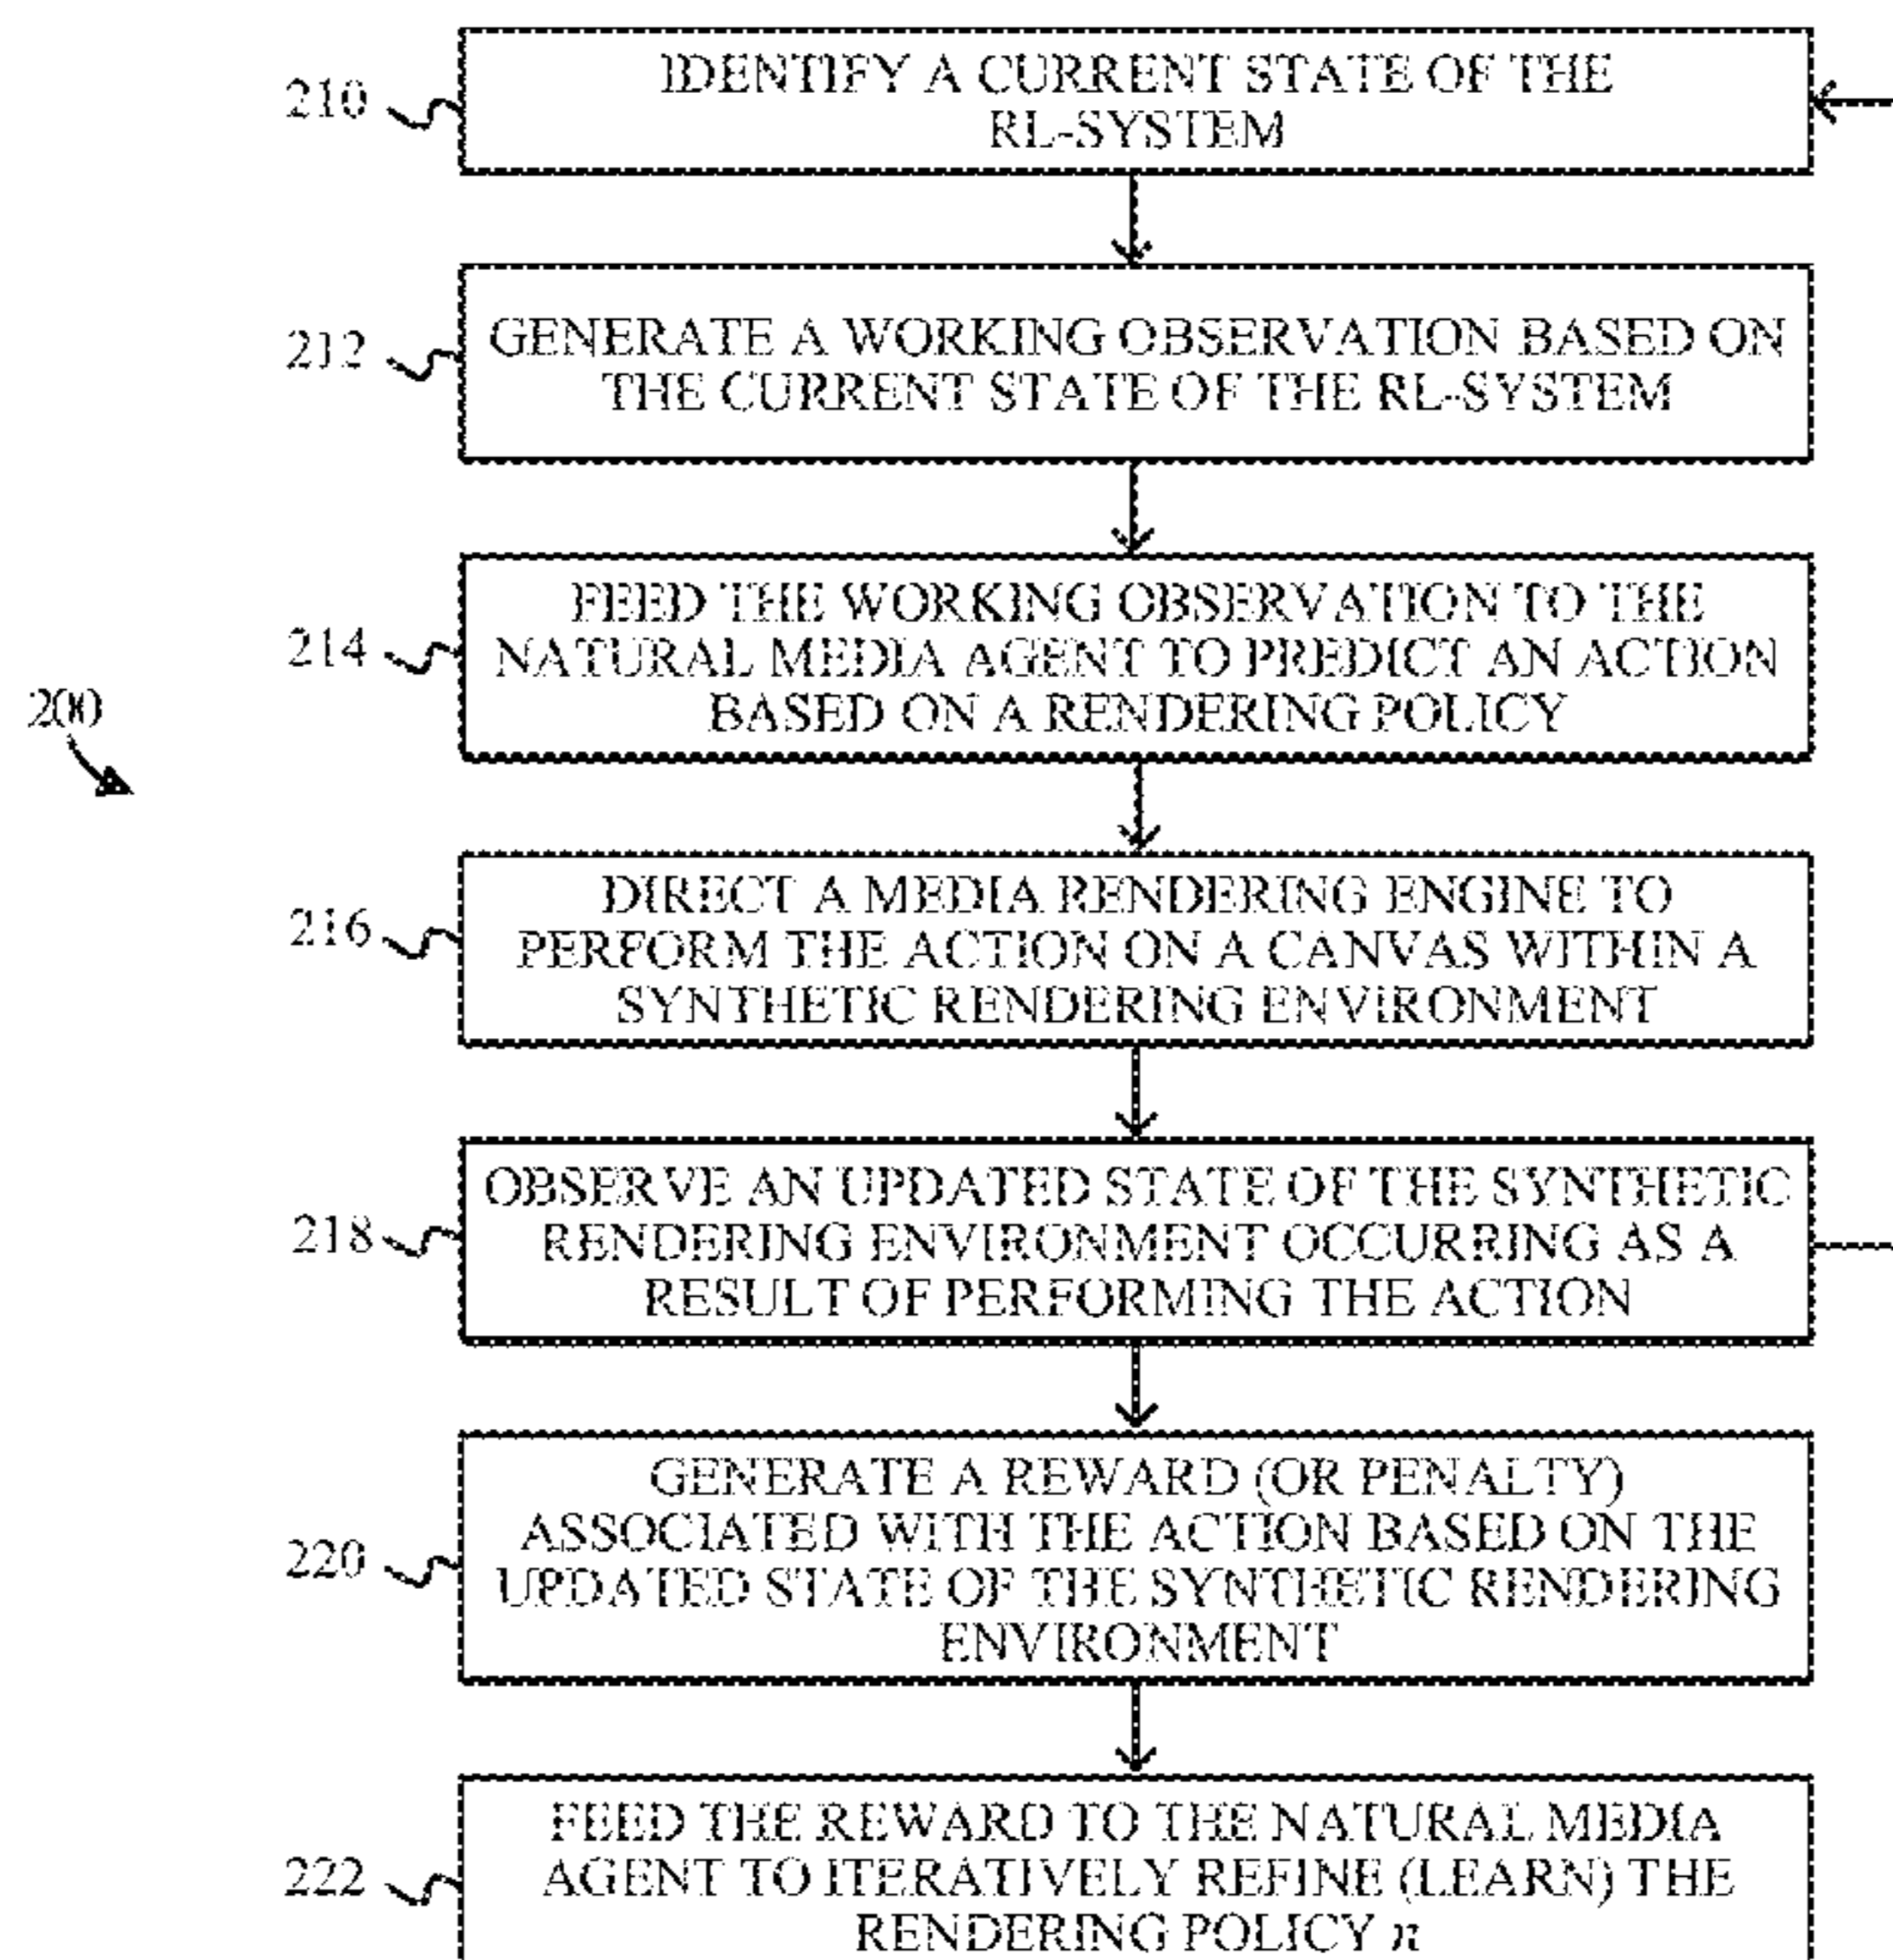 210
IDENTIFY A CURRENT STATE OF THE
RL-SYSTEM
212
GENERATE A WORKING OBSERVATION BASED ON
THE CURRENT STATE OF THE RL-SYSTEM
214
FEED THE WORKING OBSERVATION TO THE
NATURAL MEDIA AGENT TO PREDICT AN ACTION
BASED ON A RENDERING POLICY
200
216
DIRECT A MEDIA RENDERING ENGINE TO
PERFORM THE ACTION ON A CANVAS WITHIN A
SYNTHETIC RENDERING ENVIRONMENT
218
OBSERVE AN UPDATED STATE OF THE SYNTHETIC
RENDERING ENVIRONMENT OCCURRING AS A
RESULT OF PERFORMING THE ACTION
220
GENERATE A REWARD (OR PENALTY)
ASSOCIATED WITH THE ACTION BASED ON THE
UPDATED STATE OF THE SYNTHETIC RENDERING
ENVIRONMENT
222
FEED THE REWARD TO THE NATURAL MEDIA
AGENT TO ITERATIVELY REFINE (LEARN) THE
RENDERING POLICY π